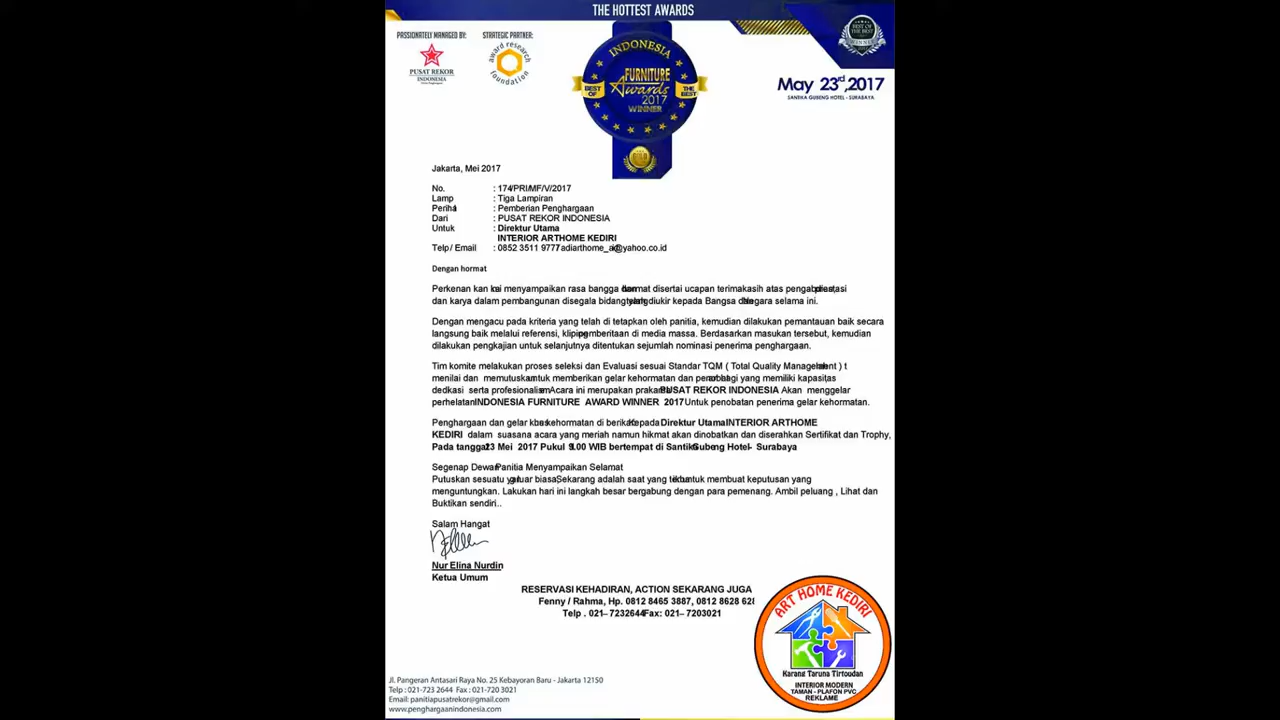 THE HOTTEST AWARDS
PASSIONATELY MANAGED BY:
PUSAT REKOR
INDONESIA
STRATEGIC PARTNER:
award research
foundation
INDONESIA
FURNITURE
Awards
2017
WINNER
BEST OF
THE BEST
BEST OF
THE BEST
WINNER
May 23rd,2017
SANTIKA GUBENG HOTEL - SURABAYA
Jakarta, Mei 2017
No. : 174/PRI/MF/V/2017
Lamp : Tiga Lampiran
Perihal : Pemberian Penghargaan
Dari : PUSAT REKOR INDONESIA
Untuk : Direktur Utama
INTERIOR ARTHOME KEDIRI
Telp / Email : 0852 3511 9777 adiarthome_ad@yahoo.co.id
Dengan hormat
Perkenan kan kami menyampaikan rasa bangga dan hormat disertai ucapan terimakasih atas pengabdian, prestasi
dan karya dalam pembangunan disegala bidang yang telah diukir kepada Bangsa dan Negara selama ini.
Dengan mengacu pada kriteria yang telah di tetapkan oleh panitia, kemudian dilakukan pemantauan baik secara
langsung baik melalui referensi, kliping pemberitaan di media massa. Berdasarkan masukan tersebut, kemudian
dilakukan pengkajian untuk selanjutnya ditentukan sejumlah nominasi penerima penghargaan.
Tim komite melakukan proses seleksi dan Evaluasi sesuai Standar TQM ( Total Quality Management ) t
menilai dan memutuskan untuk memberikan gelar kehormatan dan penobatan bagi yang memiliki kapasitas,
dedikasi serta profesionalisme. Acara ini merupakan prakarsa PUSAT REKOR INDONESIA Akan menggelar
perhelatan INDONESIA FURNITURE AWARD WINNER 2017 Untuk penobatan penerima gelar kehormatan.
Penghargaan dan gelar khusus kehormatan di berikan Kepada Direktur Utama INTERIOR ARTHOME
KEDIRI dalam suasana acara yang meriah namun hikmat akan dinobatkan dan diserahkan Sertifikat dan Trophy,
Pada tanggal 23 Mei 2017 Pukul 9.00 WIB bertempat di Santika Gubeng Hotel - Surabaya
Segenap Dewan Panitia Menyampaikan Selamat
Putuskan sesuatu yg luar biasa, Sekarang adalah saat yang terbaik untuk membuat keputusan yang
menguntungkan. Lakukan hari ini langkah besar bergabung dengan para pemenang. Ambil peluang , Lihat dan
Buktikan sendiri..
Salam Hangat
Nur Elina Nurdin
Ketua Umum
RESERVASI KEHADIRAN, ACTION SEKARANG JUGA
Fenny / Rahma, Hp. 0812 8465 3887, 0812 8628 628
Telp . 021– 7232644 Fax: 021– 7203021
ART HOME KEDIRI
Karang Taruna Tirtoudan
INTERIOR MODERN
TAMAN - PLAFON PVC
REKLAME
Jl. Pangeran Antasari Raya No. 25 Kebayoran Baru - Jakarta 12150
Telp : 021-723 2644 Fax : 021-720 3021
Email: panitiapusatrekor@gmail.com
www.penghargaanindonesia.com